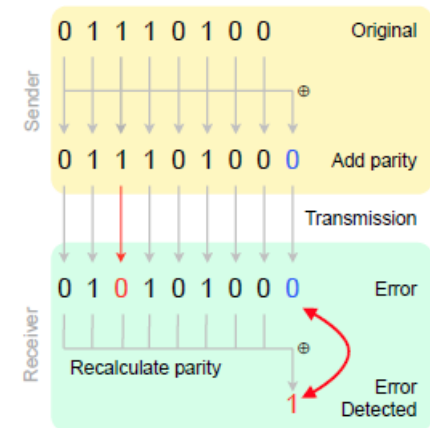 Sender
0 1 1 1 0 1 0 0 Original
⊕
0 1 1 1 0 1 0 0 0 Add parity
Transmission
Receiver
0 1 0 1 0 1 0 0 0 Error
⊕
Recalculate parity
1 Error
Detected